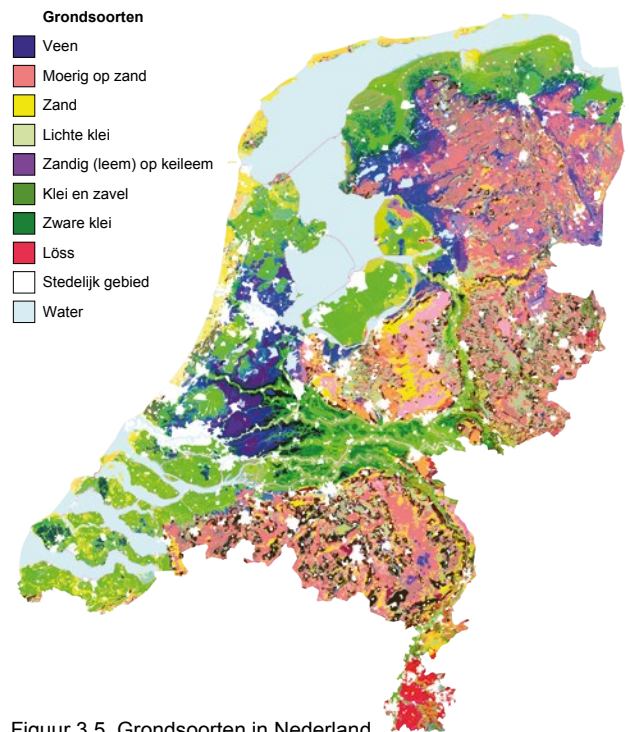 Grondsoorten
Veen
Moerig op zand
Zand
Lichte klei
Zandig (leem) op keileem
Klei en zavel
Zware klei
Löss
Stedelijk gebied
Water
Figuur 3.5 Grondsoorten in Nederland